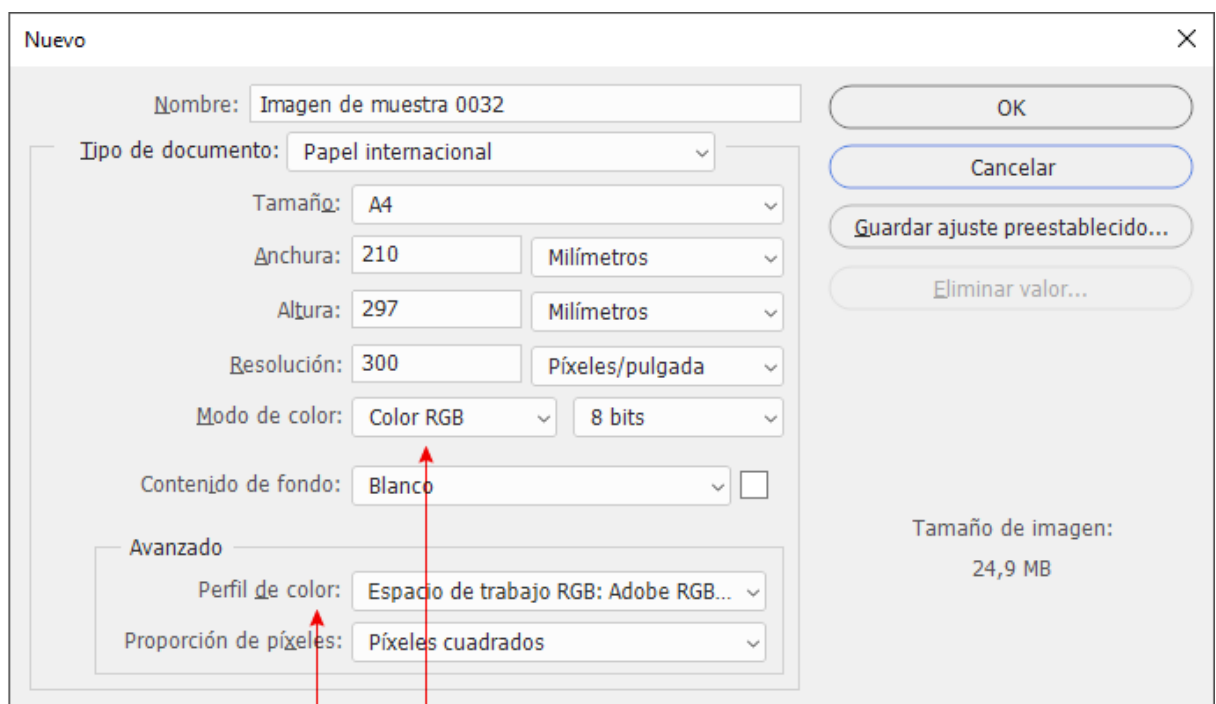 Nuevo
Nombre: Imagen de muestra 0032
OK
Tipo de documento: Papel internacional
Cancelar
Tamaño: A4
Guardar ajuste preestablecido...
Anchura: 210 Milímetros
Eliminar valor...
Altura: 297 Milímetros
Resolución: 300 Píxeles/pulgada
Modo de color: Color RGB 8 bits
Contenido de fondo: Blanco
Tamaño de imagen:
24,9 MB
Avanzado
Perfil de color: Espacio de trabajo RGB: Adobe RGB...
Proporción de píxeles: Píxeles cuadrados